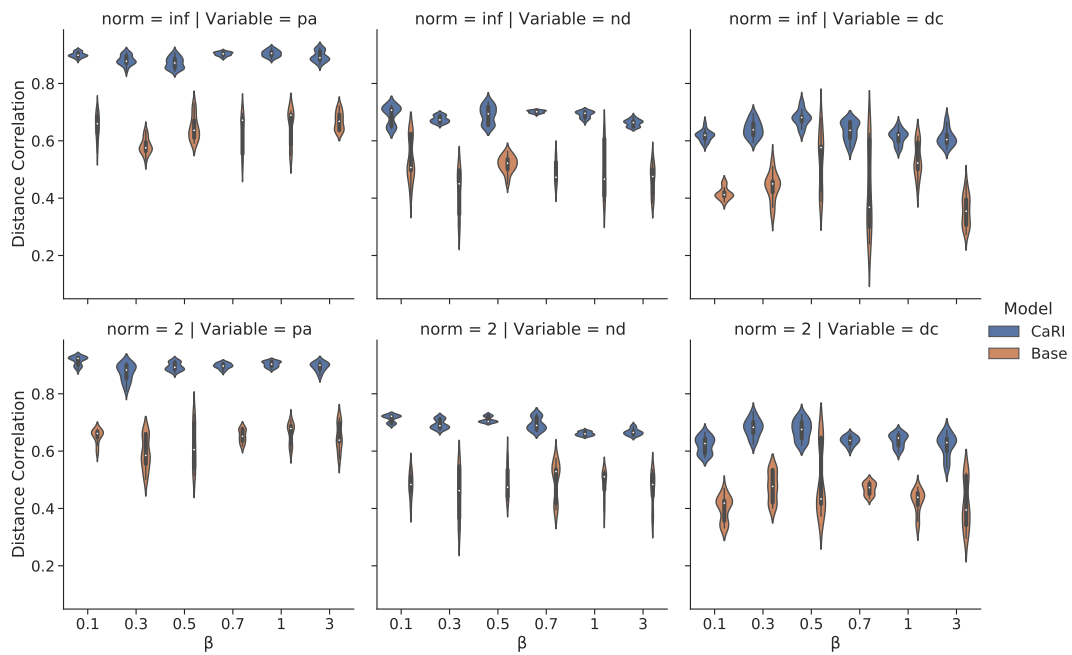 norm = inf | Variable = pa
norm = inf | Variable = nd
norm = inf | Variable = dc
Distance Correlation
0.8
0.6
0.4
0.2
norm = 2 | Variable = pa
norm = 2 | Variable = nd
norm = 2 | Variable = dc
Distance Correlation
0.8
0.6
0.4
0.2
0.1 0.3 0.5 0.7 1 3
0.1 0.3 0.5 0.7 1 3
0.1 0.3 0.5 0.7 1 3
β
β
β
Model
CaRI
Base